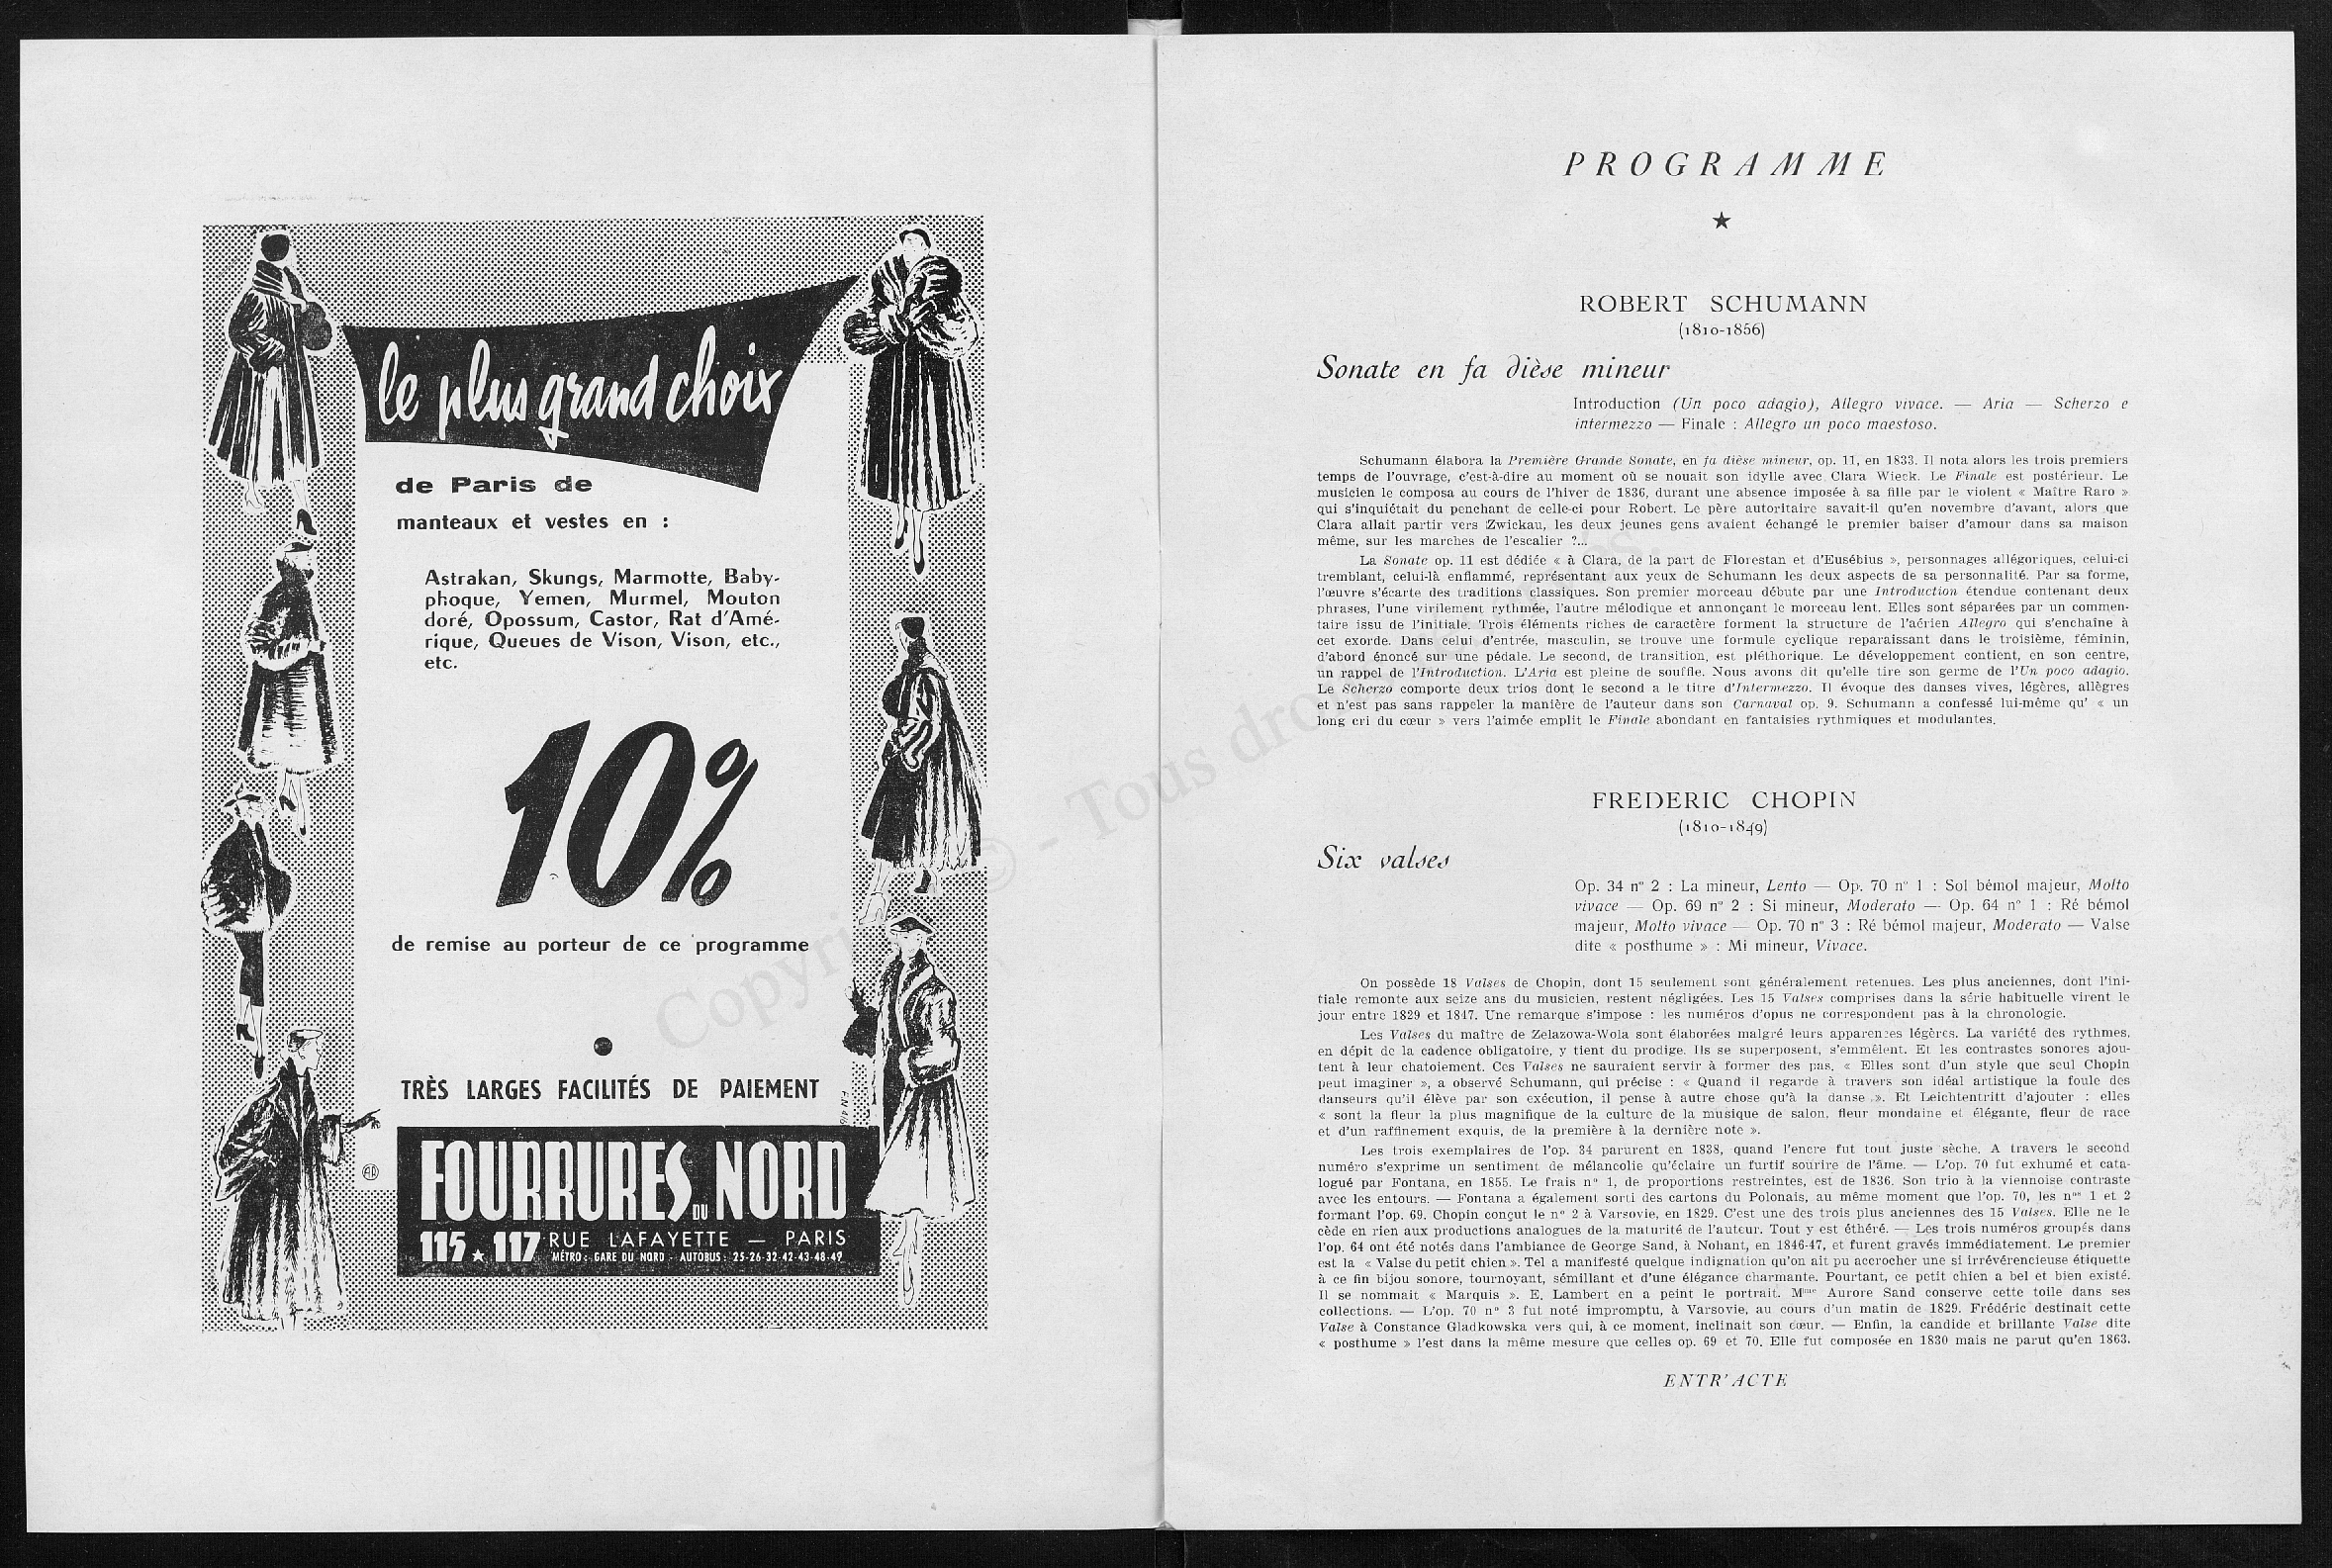 le plus grand choix
de Paris de
manteaux et vestes en :
Astrakan, Skungs, Marmotte, Baby-
phoque, Yemen, Murmel, Mouton
doré, Opossum, Castor, Rat d'Amé-
rique, Queues de Vison, Vison, etc.,
etc.
10%
de remise au porteur de ce programme
TRÈS LARGES FACILITÉS DE PAIEMENT
FOURRURES DU NORD
115 ★ 117 RUE LAFAYETTE — PARIS
MÉTRO : GARE DU NORD - AUTOBUS : 25-26-32-42-43-48-49
PROGRAMME
★
ROBERT SCHUMANN
(1810-1856)
Sonate en fa dièse mineur
Introduction (Un poco adagio), Allegro vivace. — Aria — Scherzo e
intermezzo — Finale : Allegro un poco maestoso.
Schumann élabora la Première Grande Sonate, en fa dièse mineur, op. 11, en 1833. Il nota alors les trois premiers
temps de l'ouvrage, c'est-à-dire au moment où se nouait son idylle avec Clara Wieck. Le Finale est postérieur. Le
musicien le composa au cours de l'hiver de 1836, durant une absence imposée à sa fille par le violent « Maître Raro »
qui s'inquiétait du penchant de celle-ci pour Robert. Le père autoritaire savait-il qu'en novembre d'avant, alors que
Clara allait partir vers Zwickau, les deux jeunes gens avaient échangé le premier baiser d'amour dans sa maison
même, sur les marches de l'escalier ?...
La Sonate op. 11 est dédiée « à Clara, de la part de Florestan et d'Eusébius », personnages allégoriques, celui-ci
tremblant, celui-là enflammé, représentant aux yeux de Schumann les deux aspects de sa personnalité. Par sa forme,
l'œuvre s'écarte des traditions classiques. Son premier morceau débute par une Introduction étendue contenant deux
phrases, l'une virilement rythmée, l'autre mélodique et annonçant le morceau lent. Elles sont séparées par un commen-
taire issu de l'initiale. Trois éléments riches de caractère forment la structure de l'aérien Allegro qui s'enchaîne à
cet exorde. Dans celui d'entrée, masculin, se trouve une formule cyclique reparaissant dans le troisième, féminin,
d'abord énoncé sur une pédale. Le second, de transition, est pléthorique. Le développement contient, en son centre,
un rappel de l'Introduction. L'Aria est pleine de souffle. Nous avons dit qu'elle tire son germe de l'Un poco adagio.
Le Scherzo comporte deux trios dont le second a le titre d'Intermezzo. Il évoque des danses vives, légères, allègres
et n'est pas sans rappeler la manière de l'auteur dans son Carnaval op. 9. Schumann a confessé lui-même qu' « un
long cri du cœur » vers l'aimée emplit le Finale abondant en fantaisies rythmiques et modulantes.
FREDERIC CHOPIN
(1810-1849)
Six valses
Op. 34 n° 2 : La mineur, Lento — Op. 70 n° 1 : Sol bémol majeur, Molto
vivace — Op. 69 n° 2 : Si mineur, Moderato — Op. 64 n° 1 : Ré bémol
majeur, Molto vivace — Op. 70 n° 3 : Ré bémol majeur, Moderato — Valse
dite « posthume » : Mi mineur, Vivace.
On possède 18 Valses de Chopin, dont 15 seulement sont généralement retenues. Les plus anciennes, dont l'ini-
tiale remonte aux seize ans du musicien, restent négligées. Les 15 Valses comprises dans la série habituelle virent le
jour entre 1829 et 1847. Une remarque s'impose : les numéros d'opus ne correspondent pas à la chronologie.
Les Valses du maître de Zelazowa-Wola sont élaborées malgré leurs apparences légères. La variété des rythmes,
en dépit de la cadence obligatoire, y tient du prodige. Ils se superposent, s'emmêlent. Et les contrastes sonores ajou-
tent à leur chatoiement. Ces Valses ne sauraient servir à former des pas. « Elles sont d'un style que seul Chopin
peut imaginer », a observé Schumann, qui précise : « Quand il regarde à travers son idéal artistique la foule des
danseurs qu'il élève par son exécution, il pense à autre chose qu'à la danse ». Et Leichtentritt d'ajouter : elles
« sont la fleur la plus magnifique de la culture de la musique de salon, fleur mondaine et élégante, fleur de race
et d'un raffinement exquis, de la première à la dernière note ».
Les trois exemplaires de l'op. 34 parurent en 1838, quand l'encre fut tout juste sèche. A travers le second
numéro s'exprime un sentiment de mélancolie qu'éclaire un furtif sourire de l'âme. — L'op. 70 fut exhumé et cata-
logué par Fontana, en 1855. Le frais n° 1, de proportions restreintes, est de 1836. Son trio à la viennoise contraste
avec les entours. — Fontana a également sorti des cartons du Polonais, au même moment que l'op. 70, les nos 1 et 2
formant l'op. 69. Chopin conçut le n° 2 à Varsovie, en 1829. C'est une des trois plus anciennes des 15 Valses. Elle ne le
cède en rien aux productions analogues de la maturité de l'auteur. Tout y est éthéré. — Les trois numéros groupés dans
l'op. 64 ont été notés dans l'ambiance de George Sand, à Nohant, en 1846-47, et furent gravés immédiatement. Le premier
est la « Valse du petit chien ». Tel a manifesté quelque indignation qu'on ait pu accrocher une si irrévérencieuse étiquette
à ce fin bijou sonore, tournoyant, sémillant et d'une élégance charmante. Pourtant, ce petit chien a bel et bien existé.
Il se nommait « Marquis ». E. Lambert en a peint le portrait. Mme Aurore Sand conserve cette toile dans ses
collections. — L'op. 70 n° 3 fut noté impromptu, à Varsovie, au cours d'un matin de 1829. Frédéric destinait cette
Valse à Constance Gladkowska vers qui, à ce moment, inclinait son cœur. — Enfin, la candide et brillante Valse dite
« posthume » l'est dans la même mesure que celles op. 69 et 70. Elle fut composée en 1830 mais ne parut qu'en 1863.
ENTR'ACTE